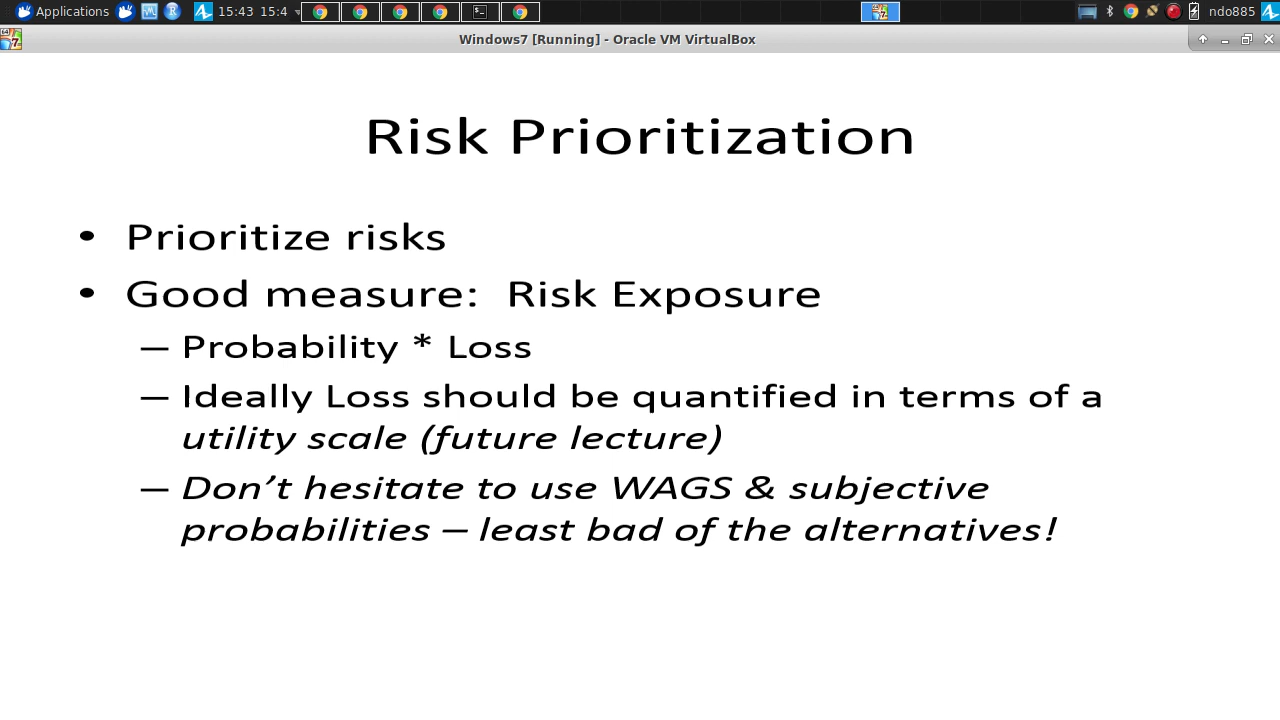 Applications 15:43 15:4 ndo885
Windows7 [Running] - Oracle VM VirtualBox
Risk Prioritization
• Prioritize risks
• Good measure: Risk Exposure
– Probability * Loss
– Ideally Loss should be quantified in terms of a
utility scale (future lecture)
– Don’t hesitate to use WAGS & subjective
probabilities – least bad of the alternatives!